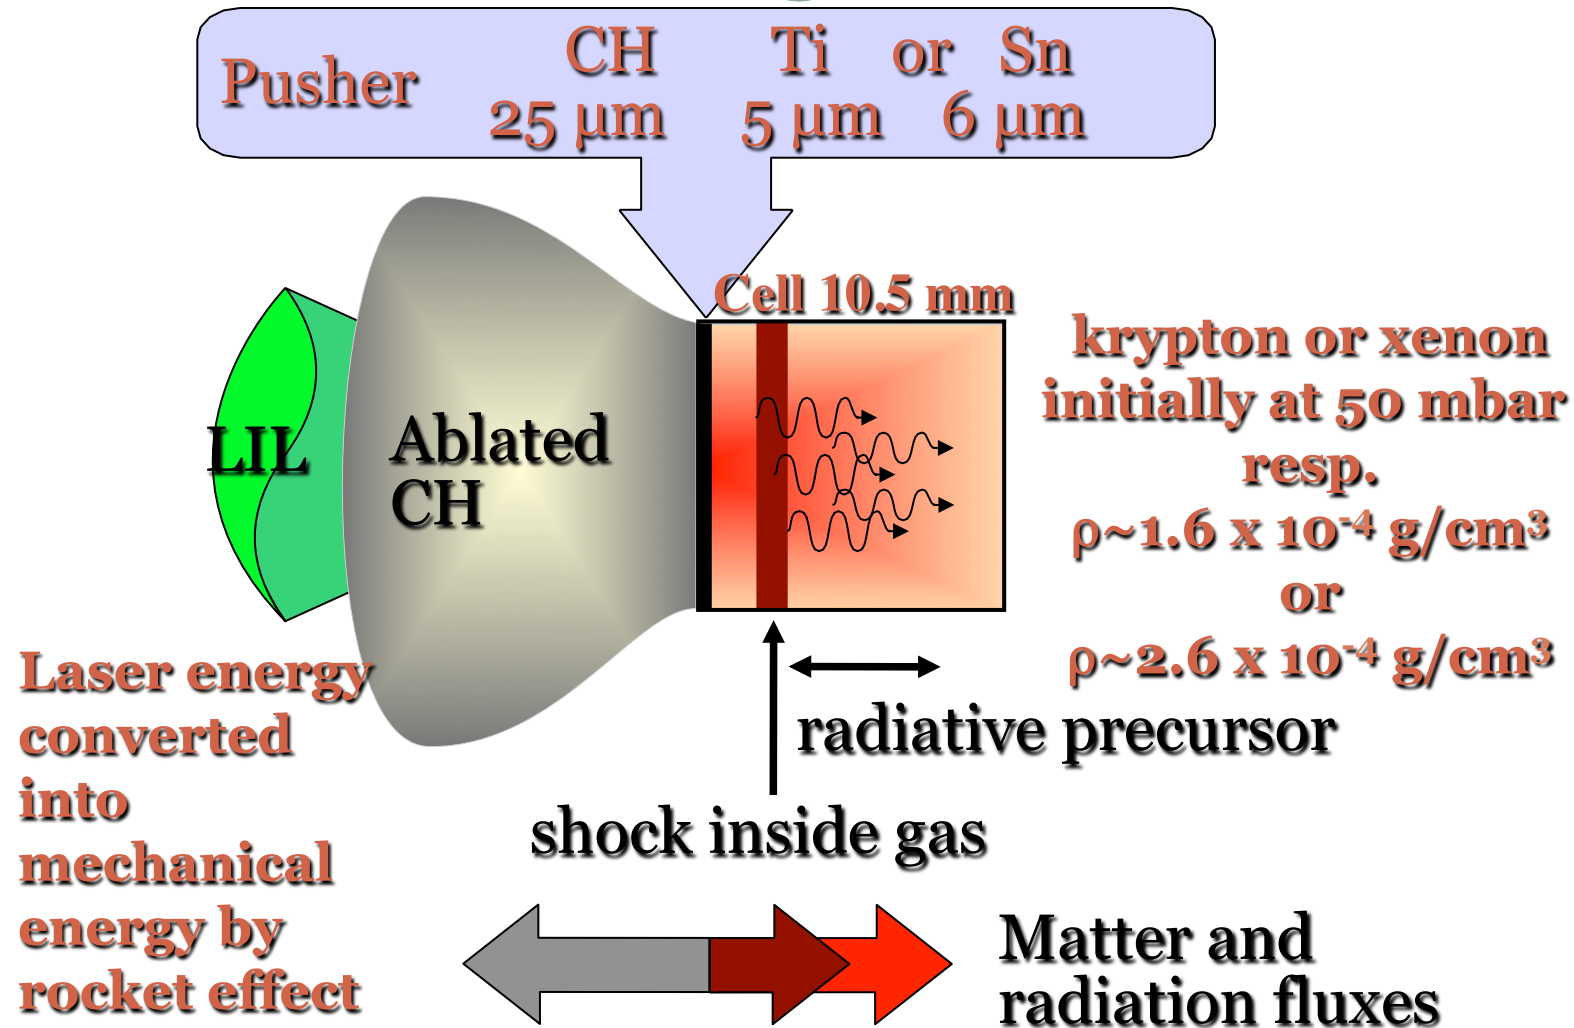 Pusher
CH Ti or Sn
25 μm 5 μm 6 μm
Cell 10.5 mm
LIL
Ablated
CH
krypton or xenon
initially at 50 mbar
resp.
ρ~1.6 x 10⁻⁴ g/cm³
or
ρ~2.6 x 10⁻⁴ g/cm³
Laser energy
converted
into
mechanical
energy by
rocket effect
radiative precursor
shock inside gas
Matter and
radiation fluxes